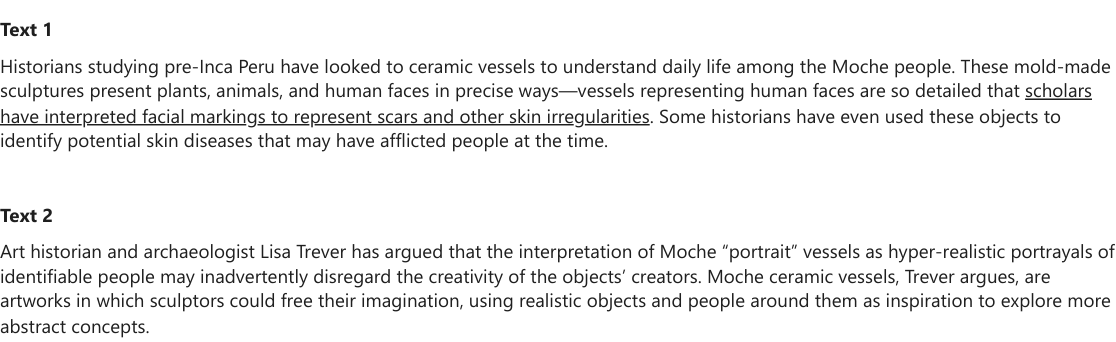 Text 1
Historians studying pre-Inca Peru have looked to ceramic vessels to understand daily life among the Moche people. These mold-made
sculptures present plants, animals, and human faces in precise ways—vessels representing human faces are so detailed that scholars
have interpreted facial markings to represent scars and other skin irregularities. Some historians have even used these objects to
identify potential skin diseases that may have afflicted people at the time.
Text 2
Art historian and archaeologist Lisa Trever has argued that the interpretation of Moche “portrait” vessels as hyper-realistic portrayals of
identifiable people may inadvertently disregard the creativity of the objects’ creators. Moche ceramic vessels, Trever argues, are
artworks in which sculptors could free their imagination, using realistic objects and people around them as inspiration to explore more
abstract concepts.